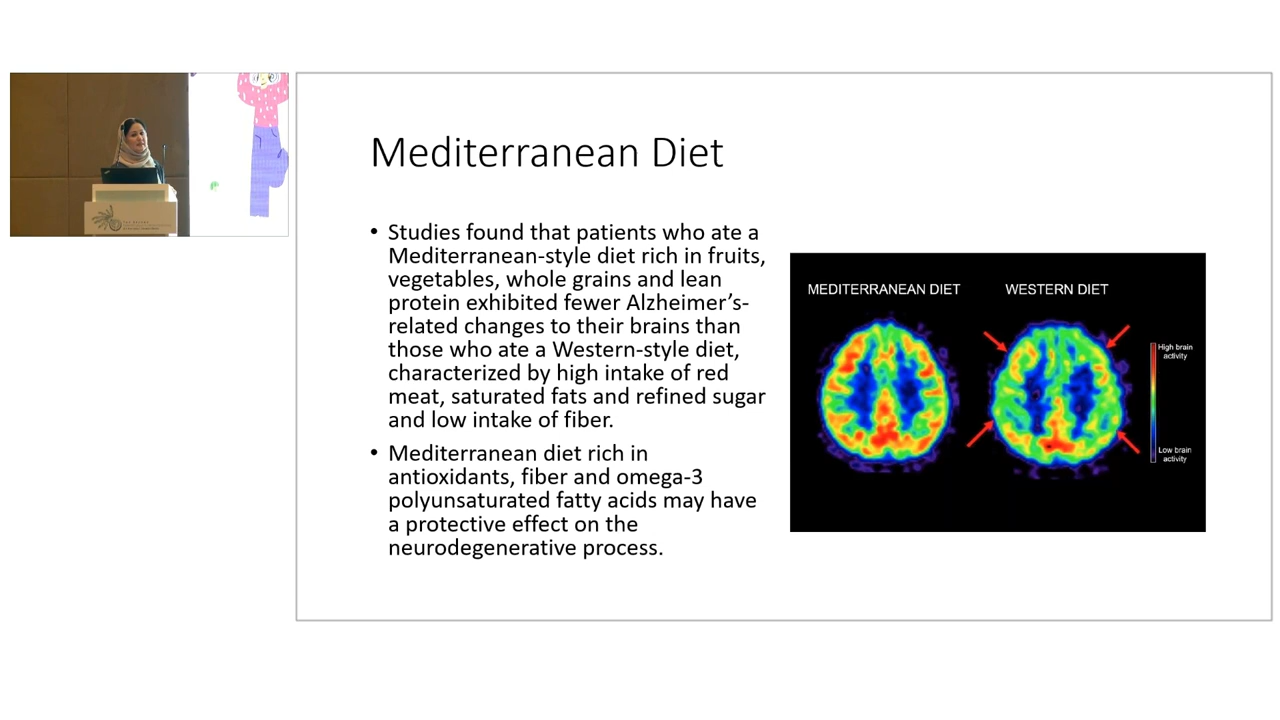 Mediterranean Diet
• Studies found that patients who ate a
Mediterranean-style diet rich in fruits,
vegetables, whole grains and lean
protein exhibited fewer Alzheimer’s-
related changes to their brains than
those who ate a Western-style diet,
characterized by high intake of red
meat, saturated fats and refined sugar
and low intake of fiber.
• Mediterranean diet rich in
antioxidants, fiber and omega-3
polyunsaturated fatty acids may have
a protective effect on the
neurodegenerative process.
MEDITERRANEAN DIET
WESTERN DIET
High brain
activity
Low brain
activity